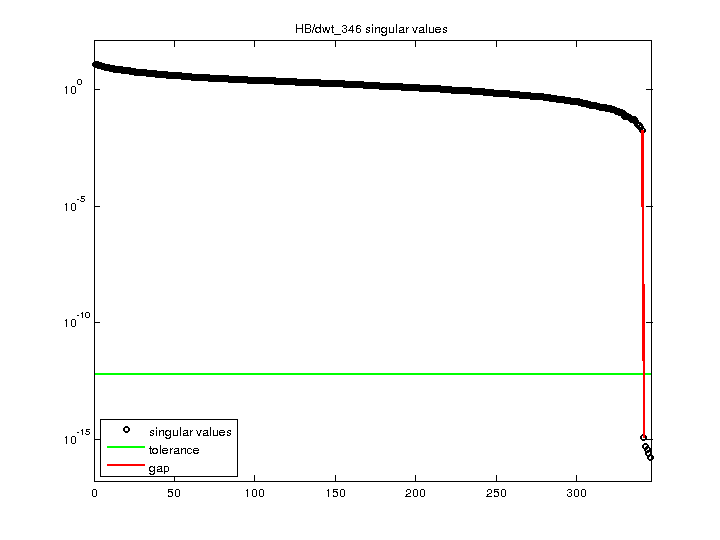 HB/dwt_346 singular values
10^0
10^-5
10^-10
10^-15
singular values
tolerance
gap
0 50 100 150 200 250 300